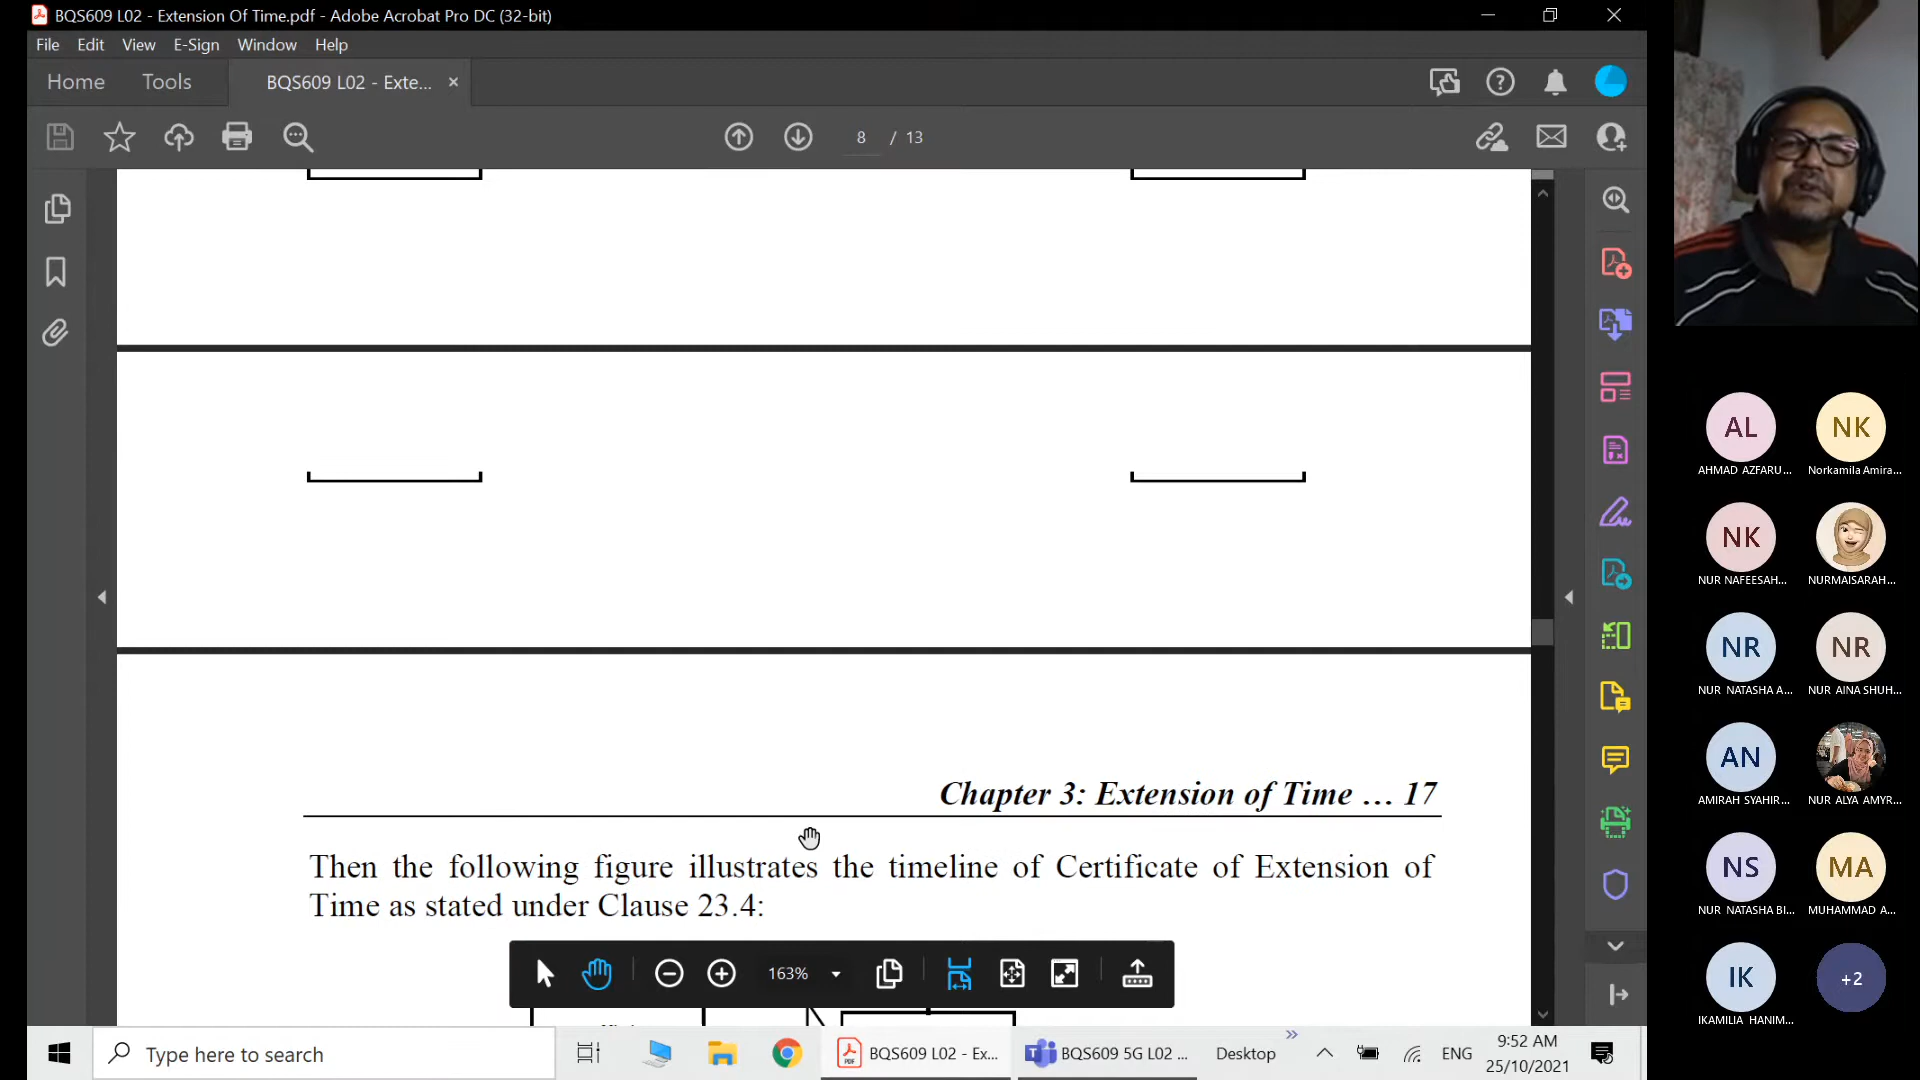 BQS609 L02 - Extension Of Time.pdf - Adobe Acrobat Pro DC (32-bit)
File Edit View E-Sign Window Help
Home Tools BQS609 L02 - Exte... ×
8 / 13
Chapter 3: Extension of Time … 17
Then the following figure illustrates the timeline of Certificate of Extension of
Time as stated under Clause 23.4:
163%
AL NK
AHMAD AZFARU... Norkamila Amira...
NK
NUR NAFEESAH... NURMAISARAH...
NR NR
NUR NATASHA A... NUR AINA SHUH...
AN
AMIRAH SYAHIR... NUR ALYA AMYR...
NS MA
NUR NATASHA BI... MUHAMMAD A...
IK +2
IKAMILIA HANIM...
Type here to search
BQS609 L02 - Ex...
BQS609 5G L02 ...
Desktop
ENG
9:52 AM
25/10/2021